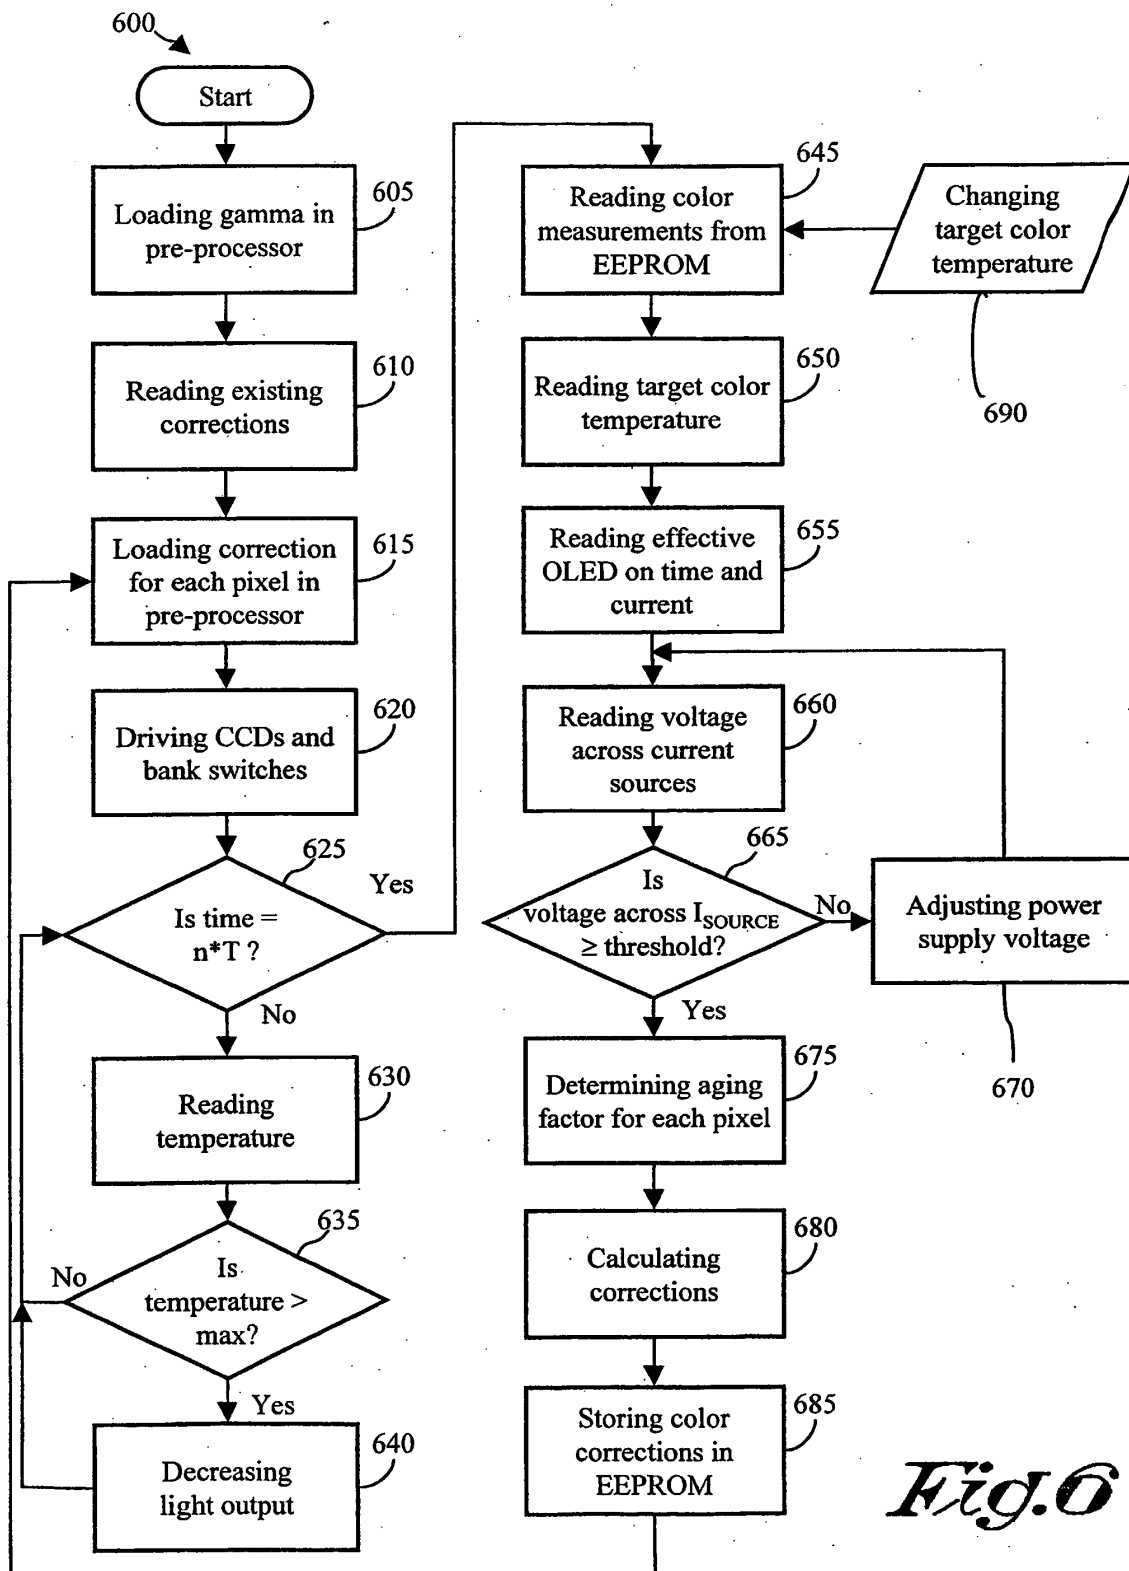 600
Start
Loading gamma in
pre-processor
605
Reading existing
corrections
610
Loading correction
for each pixel in
pre-processor
615
Driving CCDs and
bank switches
620
Is time =
n*T ?
625
Yes
No
Reading
temperature
630
Is
temperature >
max?
635
No
Yes
Decreasing
light output
640
Reading color
measurements from
EEPROM
645
Changing
target color
temperature
690
Reading target color
temperature
650
Reading effective
OLED on time and
current
655
Reading voltage
across current
sources
660
Is
voltage across I_SOURCE
≥ threshold?
665
No
Yes
Adjusting power
supply voltage
670
Determining aging
factor for each pixel
675
Calculating
corrections
680
Storing color
corrections in
EEPROM
685
Fig.6